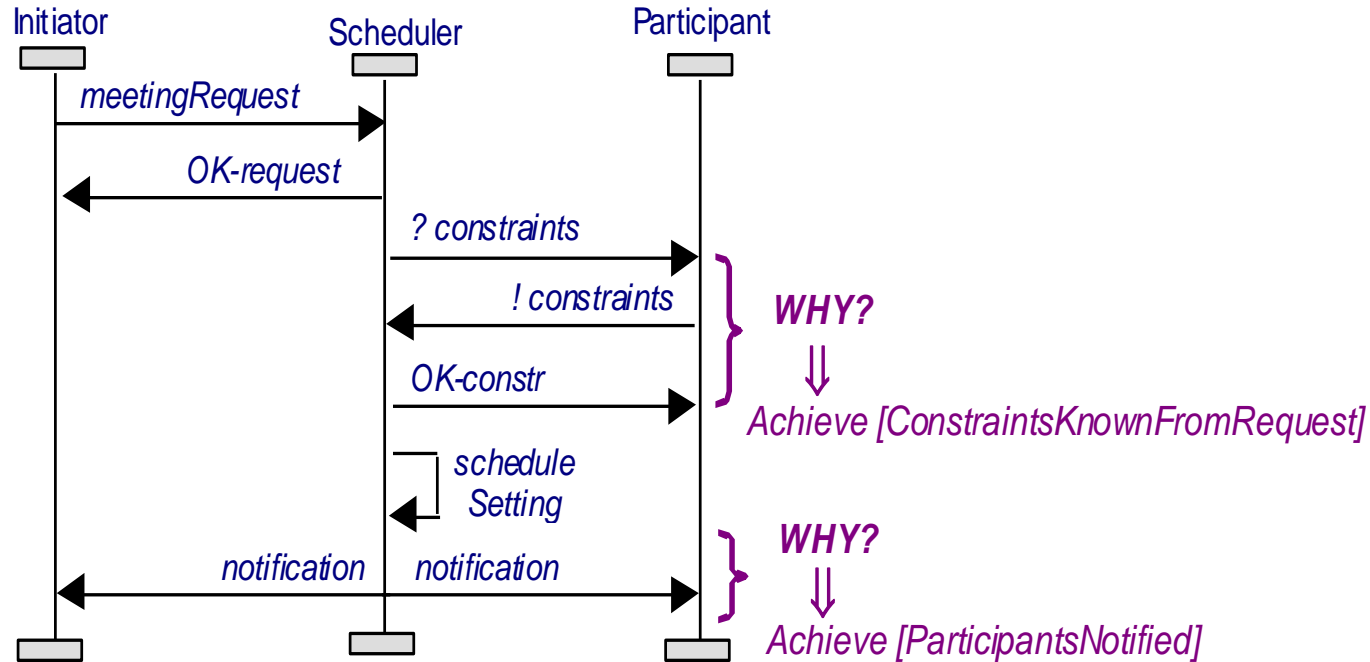 Initiator
Scheduler
Participant
meetingRequest
OK-request
? constraints
! constraints
WHY?
OK-constr
Achieve [ConstraintsKnownFromRequest]
schedule
Setting
WHY?
notification
notification
Achieve [ParticipantsNotified]